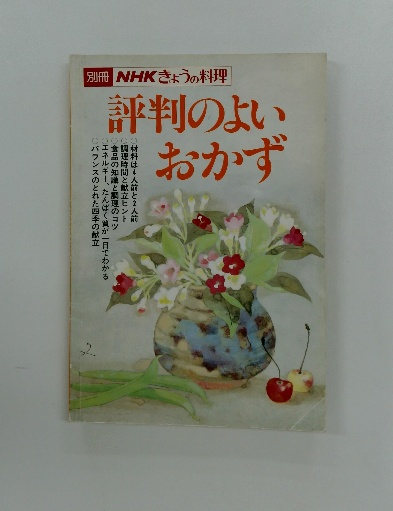 別冊 NHKきょうの料理
評判のよい
おかず
○材料は4人前と2人前
○調理時間と献立ヒント
○食品の知識と調理のコツ
○エネルギー、たんぱく質が一目でわかる
○バランスのとれた四季の献立
2